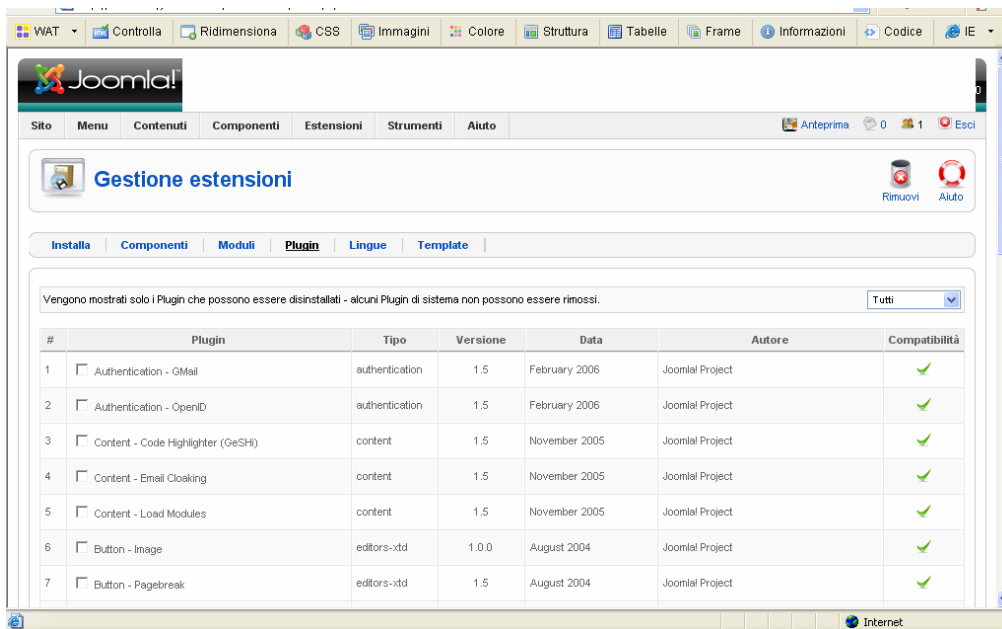 WAT Controlla Ridimensiona CSS Immagini Colore Struttura Tabelle Frame Informazioni Codice IE
Joomla!
Sito Menu Contenuti Componenti Estensioni Strumenti Aiuto Anteprima 0 1 Esci
Gestione estensioni
Rimuovi Aiuto
Installa Componenti Moduli Plugin Lingue Template
Vengono mostrati solo i Plugin che possono essere disinstallati - alcuni Plugin di sistema non possono essere rimossi. Tutti
# Plugin Tipo Versione Data Autore Compatibilità
1 Authentication - GMail authentication 1.5 February 2006 Joomla! Project
2 Authentication - OpenID authentication 1.5 February 2006 Joomla! Project
3 Content - Code Highlighter (GeSHi) content 1.5 November 2005 Joomla! Project
4 Content - Email Cloaking content 1.5 November 2005 Joomla! Project
5 Content - Load Modules content 1.5 November 2005 Joomla! Project
6 Button - Image editors-xtd 1.0.0 August 2004 Joomla! Project
7 Button - Pagebreak editors-xtd 1.5 August 2004 Joomla! Project
Internet